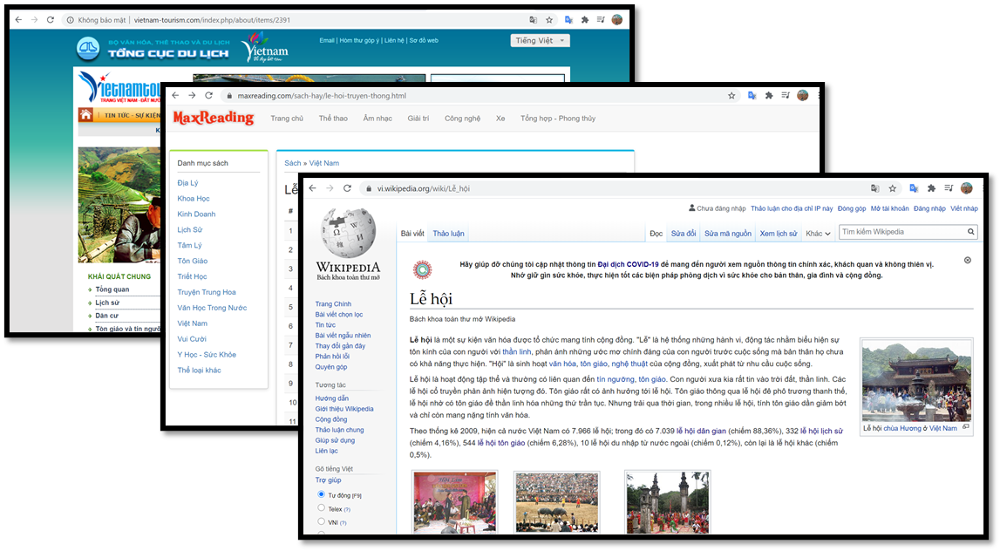 Không bảo mật | vietnam-tourism.com/index.php/about/items/2391
BỘ VĂN HÓA, THỂ THAO VÀ DU LỊCH
TỔNG CỤC DU LỊCH
Vietnam
Email | Hòm thư góp ý | Liên hệ | Sơ đồ web
Tiếng Việt
TIN TỨC - SỰ KIỆN
KHÁI QUÁT CHUNG
Tổng quan
Lịch sử
Dân cư
maxreading.com/sach-hay/le-hoi-truyen-thong.html
MaxReading
Trang chủ
Thể thao
Âm nhạc
Giải trí
Công nghệ
Xe
Tổng hợp - Phong thủy
Danh mục sách
Địa Lý
Khoa Học
Kinh Doanh
Lịch Sử
Tâm Lý
Tôn Giáo
Triết Học
Truyện Trung Hoa
Văn Học Trong Nước
Việt Nam
Vui Cười
Y Học - Sức Khỏe
Thể loại khác
Sách » Việt Nam
Lễ
#
1
2
3
4
5
6
7
8
9
10
11
vi.wikipedia.org/wiki/Lễ_hội
WIKIPEDIA
Bách khoa toàn thư mở
Trang Chính
Bài viết chọn lọc
Tin tức
Bài viết ngẫu nhiên
Thay đổi gần đây
Phản hồi lỗi
Quyên góp
Tương tác
Hướng dẫn
Giới thiệu Wikipedia
Cộng đồng
Thảo luận chung
Giúp sử dụng
Liên lạc
Gõ tiếng Việt
Trợ giúp
Tự động [F9]
Telex (?)
VNI (?)
Chưa đăng nhập Thảo luận cho địa chỉ IP này Đóng góp Mở tài khoản Đăng nhập Việt nháp
Bài viết Thảo luận
Đọc Sửa đổi Sửa mã nguồn Xem lịch sử Khác
Tìm kiếm Wikipedia
Hãy giúp đỡ chúng tôi cập nhật thông tin Đại dịch COVID-19 để mang đến người xem nguồn thông tin chính xác, khách quan và không thiên vị.
Nhớ giữ gìn sức khỏe, thực hiện tốt các biện pháp phòng dịch vì sức khỏe cho bản thân, gia đình và cộng đồng.
Lễ hội
Bách khoa toàn thư mở Wikipedia
Lễ hội là một sự kiện văn hóa được tổ chức mang tính cộng đồng. "Lễ" là hệ thống những hành vi, động tác nhằm biểu hiện sự
tôn kính của con người với thần linh, phản ánh những ước mơ chính đáng của con người trước cuộc sống mà bản thân họ chưa
có khả năng thực hiện. "Hội" là sinh hoạt văn hóa, tôn giáo, nghệ thuật của cộng đồng, xuất phát từ nhu cầu cuộc sống.
Lễ hội là hoạt động tập thể và thường có liên quan đến tín ngưỡng, tôn giáo. Con người xưa kia rất tin vào trời đất, thần linh. Các
lễ hội cổ truyền phản ánh hiện tượng đó. Tôn giáo rất có ảnh hưởng tới lễ hội. Tôn giáo thông qua lễ hội để phô trương thanh thế,
lễ hội nhờ có tôn giáo để thần linh hóa những thứ trần tục. Nhưng trải qua thời gian, trong nhiều lễ hội, tính tôn giáo dần giảm bớt
và chỉ còn mang nặng tính văn hóa.
Theo thống kê 2009, hiện cả nước Việt Nam có 7.966 lễ hội; trong đó có 7.039 lễ hội dân gian (chiếm 88,36%), 332 lễ hội lịch sử
(chiếm 4,16%), 544 lễ hội tôn giáo (chiếm 6,28%), 10 lễ hội du nhập từ nước ngoài (chiếm 0,12%), còn lại là lễ hội khác (chiếm
0,5%).
Lễ hội chùa Hương ở Việt Nam